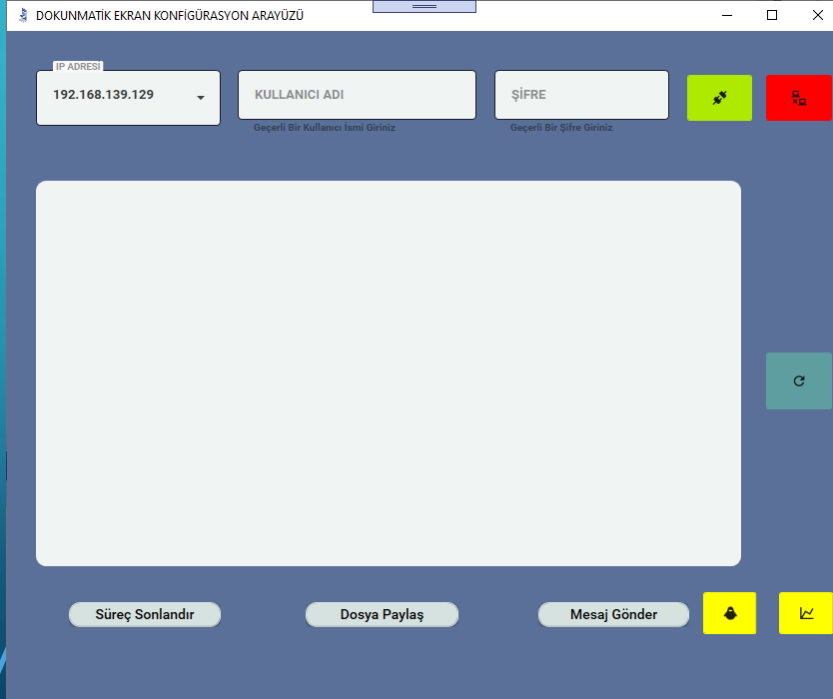 DOKUNMATİK EKRAN KONFİGÜRASYON ARAYÜZÜ
IP ADRESI
192.168.139.129
KULLANICI ADI
ŞİFRE
Geçerli Bir Kullanıcı İsmi Giriniz
Geçerli Bir Şifre Giriniz
Süreç Sonlandır
Dosya Paylaş
Mesaj Gönder